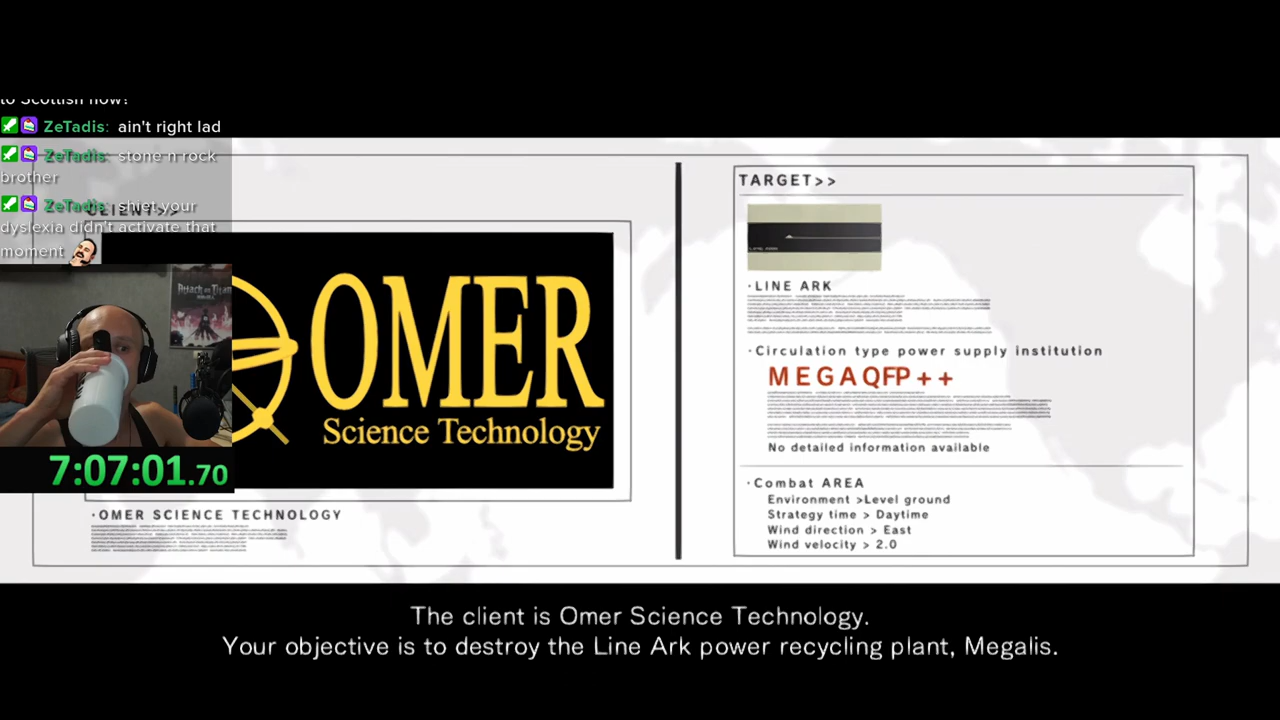 to Scottish now?
ZeTadis: ain't right lad
ZeTadis: stone n rock
brother
ZeTadis: shiet your
dyslexia didn't activate that
moment
CLIENT>>
Attack on Titan
7:07:01.70
OMER
Science Technology
·OMER SCIENCE TECHNOLOGY
TARGET>>
·LINE ARK
·Circulation type power supply institution
MEGAQFP++
No detailed information available
·Combat AREA
Environment >Level ground
Strategy time > Daytime
Wind direction > East
Wind velocity > 2.0
The client is Omer Science Technology.
Your objective is to destroy the Line Ark power recycling plant, Megalis.